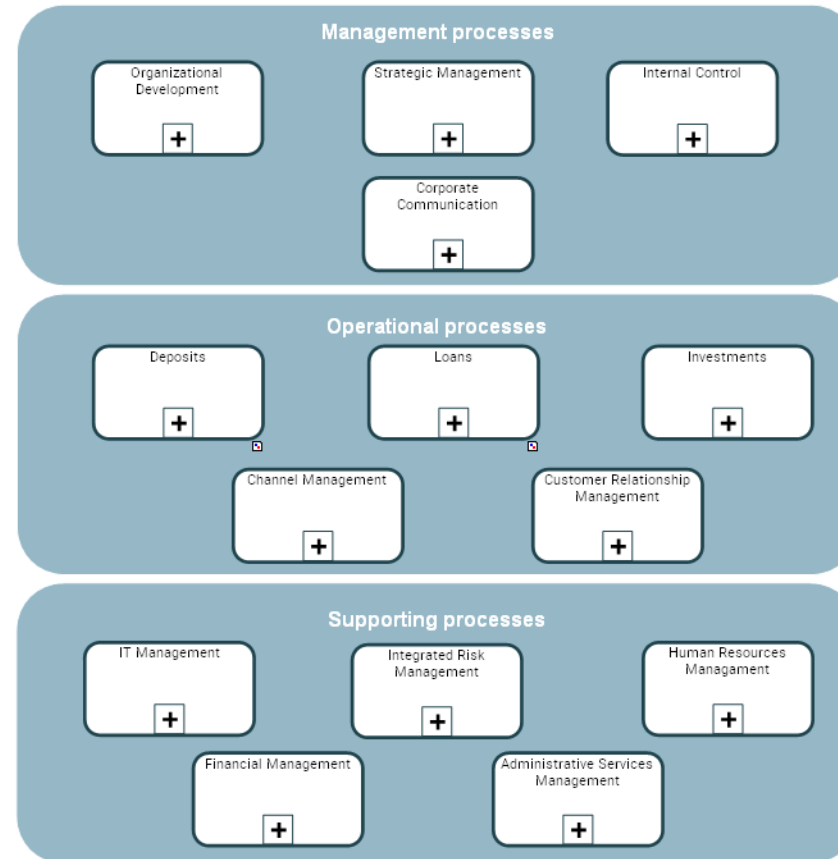 Management processes
Organizational
Development
Strategic Management
Internal Control
Corporate
Communication
Operational processes
Deposits
Loans
Investments
Channel Management
Customer Relationship
Management
Supporting processes
IT Management
Integrated Risk
Management
Human Resources
Managament
Financial Management
Administrative Services
Management